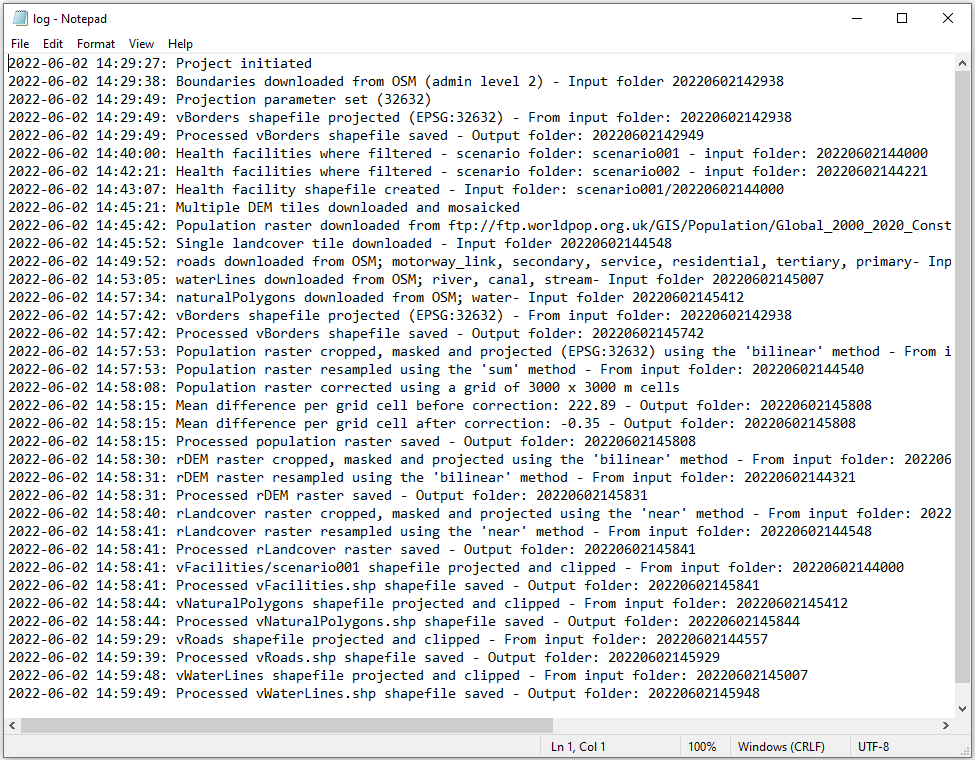 log - Notepad
File Edit Format View Help
2022-06-02 14:29:27: Project initiated
2022-06-02 14:29:38: Boundaries downloaded from OSM (admin level 2) - Input folder 20220602142938
2022-06-02 14:29:49: Projection parameter set (32632)
2022-06-02 14:29:49: vBorders shapefile projected (EPSG:32632) - From input folder: 20220602142938
2022-06-02 14:29:49: Processed vBorders shapefile saved - Output folder: 20220602142949
2022-06-02 14:40:00: Health facilities where filtered - scenario folder: scenario001 - input folder: 20220602144000
2022-06-02 14:42:21: Health facilities where filtered - scenario folder: scenario002 - input folder: 20220602144221
2022-06-02 14:43:07: Health facility shapefile created - Input folder: scenario001/20220602144000
2022-06-02 14:45:21: Multiple DEM tiles downloaded and mosaicked
2022-06-02 14:45:42: Population raster downloaded from ftp://ftp.worldpop.org.uk/GIS/Population/Global_2000_2020_Const
2022-06-02 14:45:52: Single landcover tile downloaded - Input folder 20220602144548
2022-06-02 14:49:52: roads downloaded from OSM; motorway_link, secondary, service, residential, tertiary, primary- Inp
2022-06-02 14:53:05: waterLines downloaded from OSM; river, canal, stream- Input folder 20220602145007
2022-06-02 14:57:34: naturalPolygons downloaded from OSM; water- Input folder 20220602145412
2022-06-02 14:57:42: vBorders shapefile projected (EPSG:32632) - From input folder: 20220602142938
2022-06-02 14:57:42: Processed vBorders shapefile saved - Output folder: 20220602145742
2022-06-02 14:57:53: Population raster cropped, masked and projected (EPSG:32632) using the 'bilinear' method - From i
2022-06-02 14:57:53: Population raster resampled using the 'sum' method - From input folder: 20220602144540
2022-06-02 14:58:08: Population raster corrected using a grid of 3000 x 3000 m cells
2022-06-02 14:58:15: Mean difference per grid cell before correction: 222.89 - Output folder: 20220602145808
2022-06-02 14:58:15: Mean difference per grid cell after correction: -0.35 - Output folder: 20220602145808
2022-06-02 14:58:15: Processed population raster saved - Output folder: 20220602145808
2022-06-02 14:58:30: rDEM raster cropped, masked and projected using the 'bilinear' method - From input folder: 202206
2022-06-02 14:58:31: rDEM raster resampled using the 'bilinear' method - From input folder: 20220602144321
2022-06-02 14:58:31: Processed rDEM raster saved - Output folder: 20220602145831
2022-06-02 14:58:40: rLandcover raster cropped, masked and projected using the 'near' method - From input folder: 2022
2022-06-02 14:58:41: rLandcover raster resampled using the 'near' method - From input folder: 20220602144548
2022-06-02 14:58:41: Processed rLandcover raster saved - Output folder: 20220602145841
2022-06-02 14:58:41: vFacilities/scenario001 shapefile projected and clipped - From input folder: 20220602144000
2022-06-02 14:58:41: Processed vFacilities.shp shapefile saved - Output folder: 20220602145841
2022-06-02 14:58:44: vNaturalPolygons shapefile projected and clipped - From input folder: 20220602145412
2022-06-02 14:58:44: Processed vNaturalPolygons.shp shapefile saved - Output folder: 20220602145844
2022-06-02 14:59:29: vRoads shapefile projected and clipped - From input folder: 20220602144557
2022-06-02 14:59:39: Processed vRoads.shp shapefile saved - Output folder: 20220602145929
2022-06-02 14:59:48: vWaterLines shapefile projected and clipped - From input folder: 20220602145007
2022-06-02 14:59:49: Processed vWaterLines.shp shapefile saved - Output folder: 20220602145948
Ln 1, Col 1 100% Windows (CRLF) UTF-8